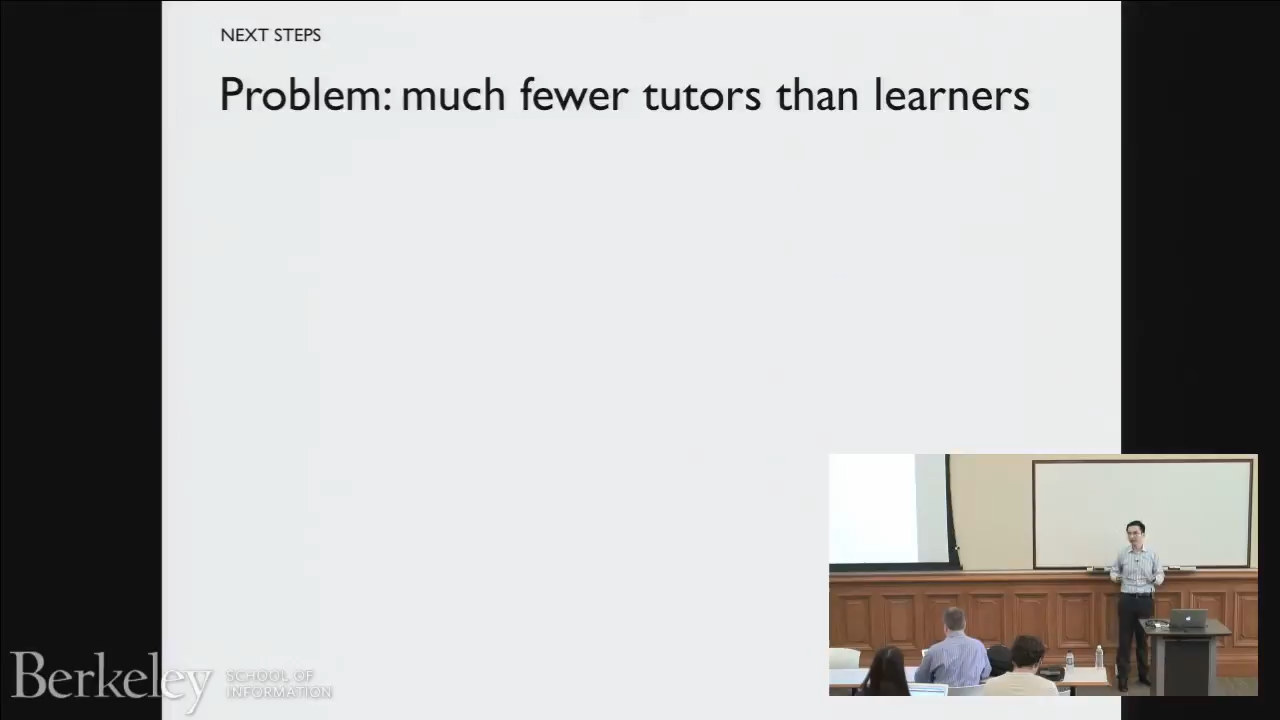 NEXT STEPS
Problem: much fewer tutors than learners
Berkeley
SCHOOL OF
INFORMATION